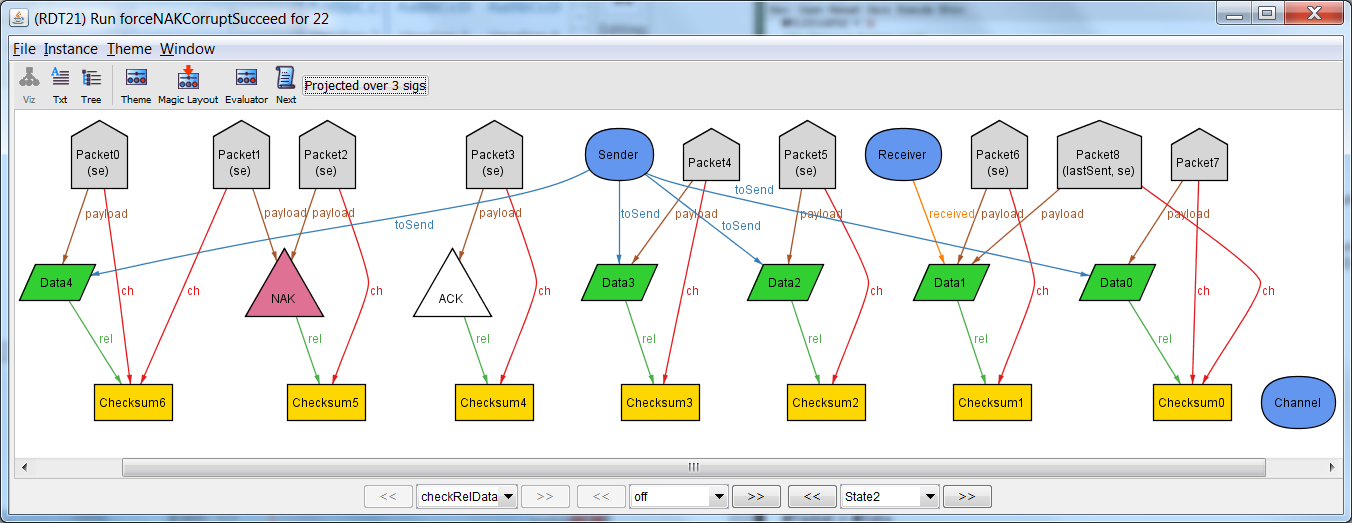 (RDT21) Run forceNAKCorruptSucceed for 22
File Instance Theme Window
Viz Txt Tree Theme Magic Layout Evaluator Next Projected over 3 sigs
Packet0 (se)
Packet1 (se)
Packet2 (se)
Packet3 (se)
Sender
Packet4
Packet5 (se)
Receiver
Packet6 (se)
Packet8 (lastSent, se)
Packet7
toSend
payload payload payload payload toSend payload payload received payload payload payload
toSend toSend
Data4 NAK ACK Data3 Data2 Data1 Data0
ch ch ch ch ch ch ch ch ch
rel rel rel rel rel rel rel
Checksum6 Checksum5 Checksum4 Checksum3 Checksum2 Checksum1 Checksum0 Channel
<< checkRelData >> << off >> << State2 >>